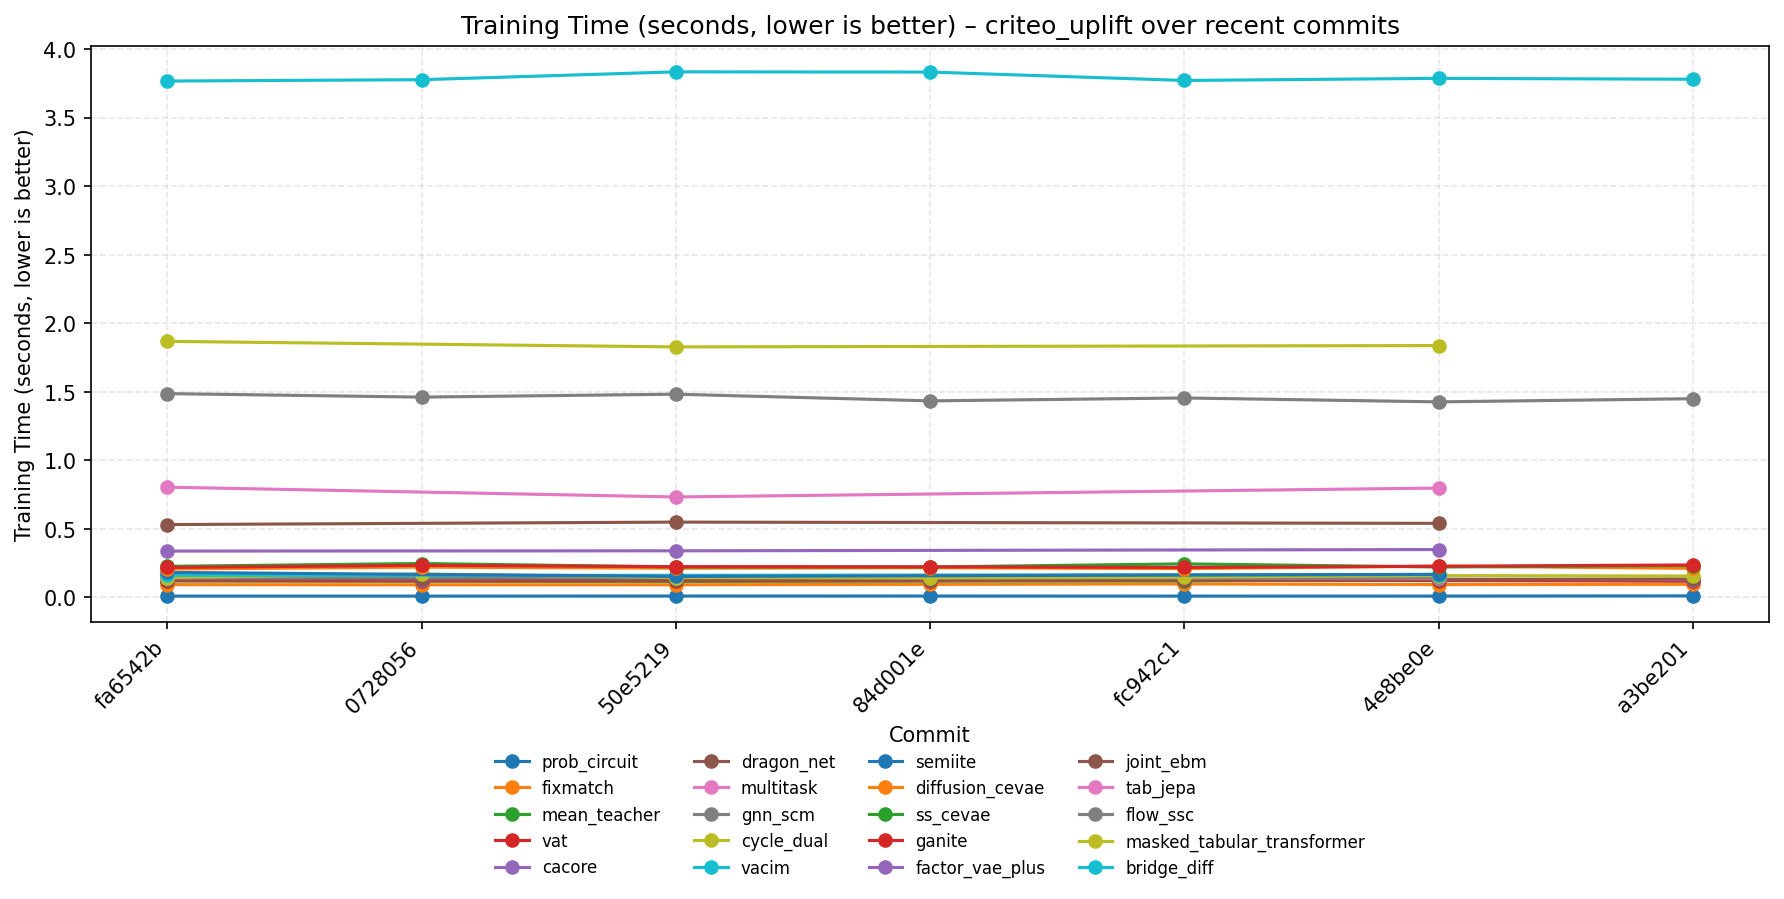 Training Time (seconds, lower is better) – criteo_uplift over recent commits
Training Time (seconds, lower is better)
4.0
3.5
3.0
2.5
2.0
1.5
1.0
0.5
0.0
fa6542b
0728056
50e5219
84d001e
fc942c1
4e8be0e
a3be201
Commit
prob_circuit
fixmatch
mean_teacher
vat
cacore
dragon_net
multitask
gnn_scm
cycle_dual
vacim
semiite
diffusion_cevae
ss_cevae
ganite
factor_vae_plus
joint_ebm
tab_jepa
flow_ssc
masked_tabular_transformer
bridge_diff